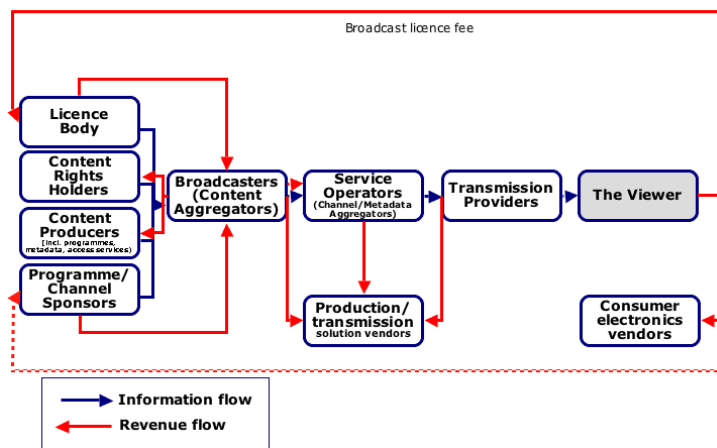 Broadcast licence fee
Licence
Body
Content
Rights
Holders
Content
Producers
(incl. programmes,
metadata, access services)
Programme/
Channel
Sponsors
Broadcasters
(Content
Aggregators)
Service
Operators
(Channel/Metadata
Aggregators)
Transmission
Providers
The Viewer
Production/
transmission
solution vendors
Consumer
electronics
vendors
Information flow
Revenue flow